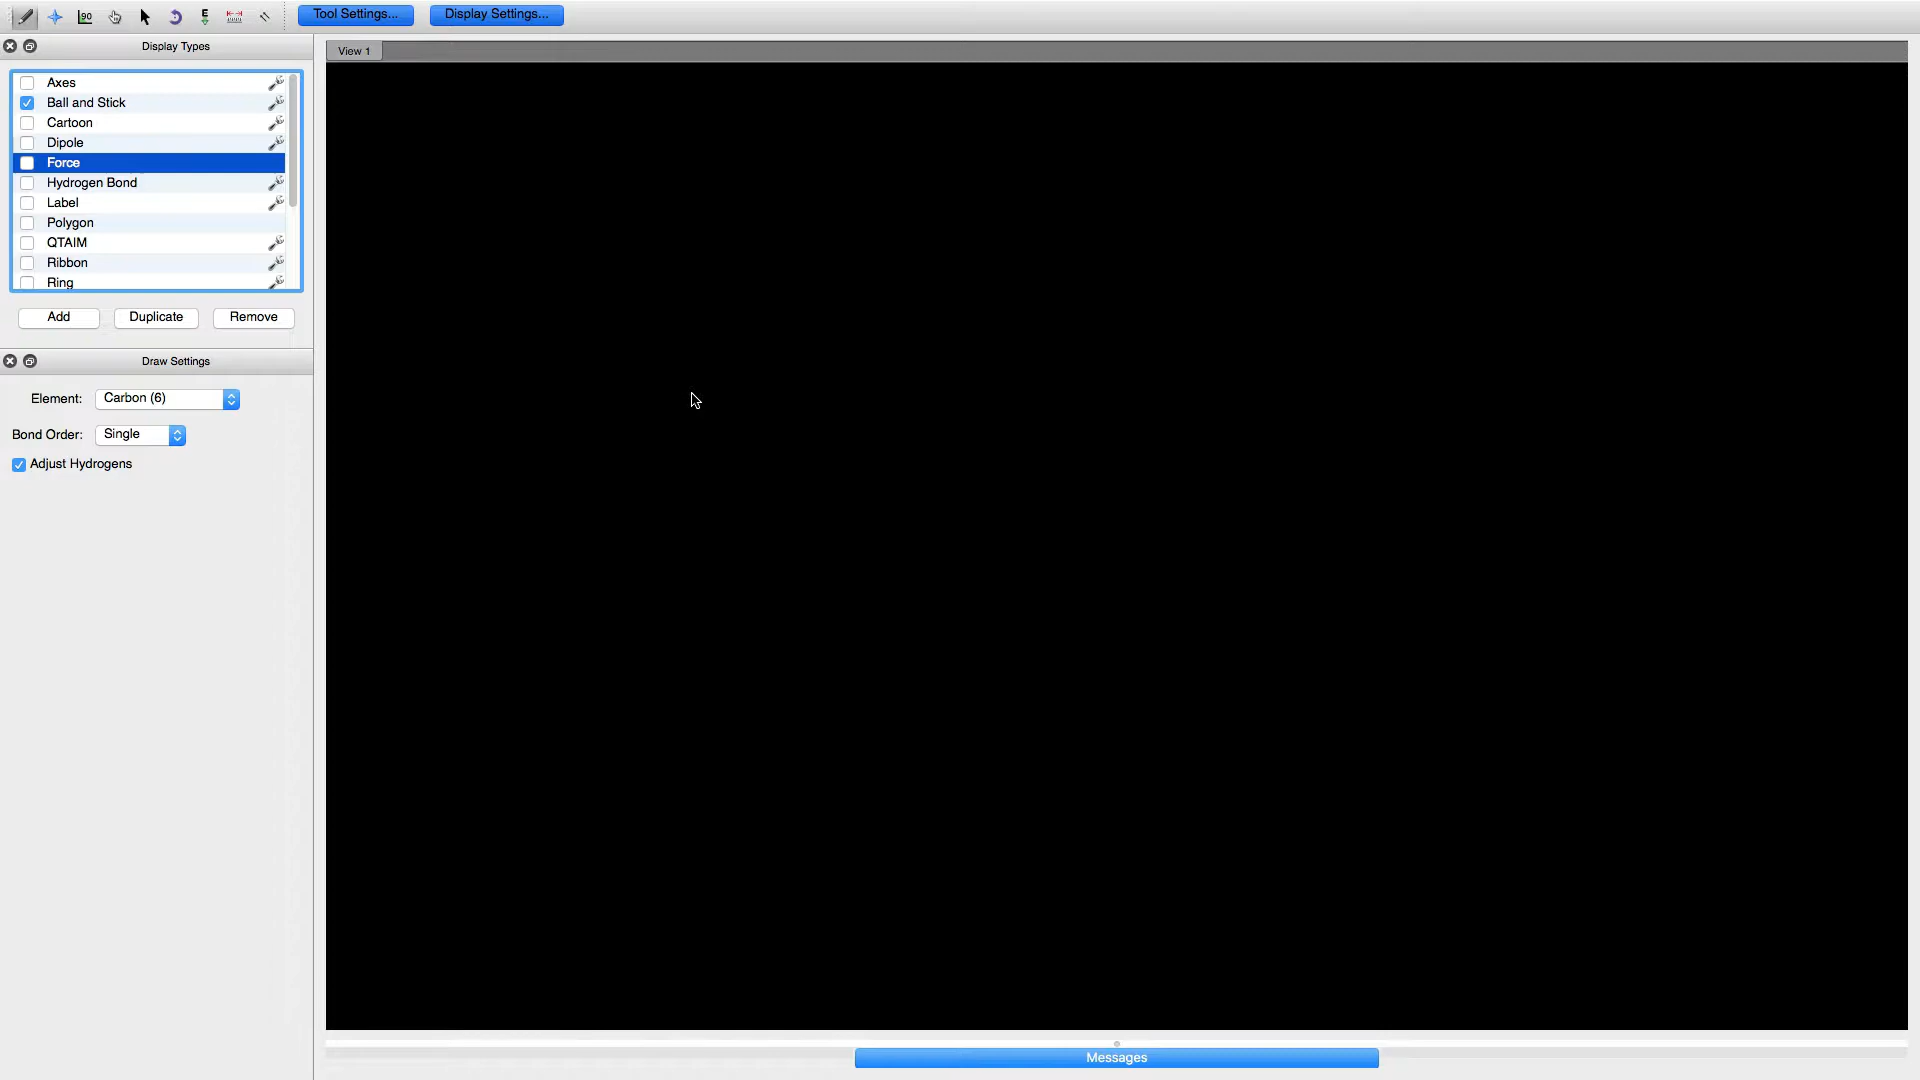 90
E
Tool Settings...
Display Settings...
Display Types
View 1
Axes
Ball and Stick
Cartoon
Dipole
Force
Hydrogen Bond
Label
Polygon
QTAIM
Ribbon
Ring
Add
Duplicate
Remove
Draw Settings
Element:
Carbon (6)
Bond Order:
Single
Adjust Hydrogens
Messages